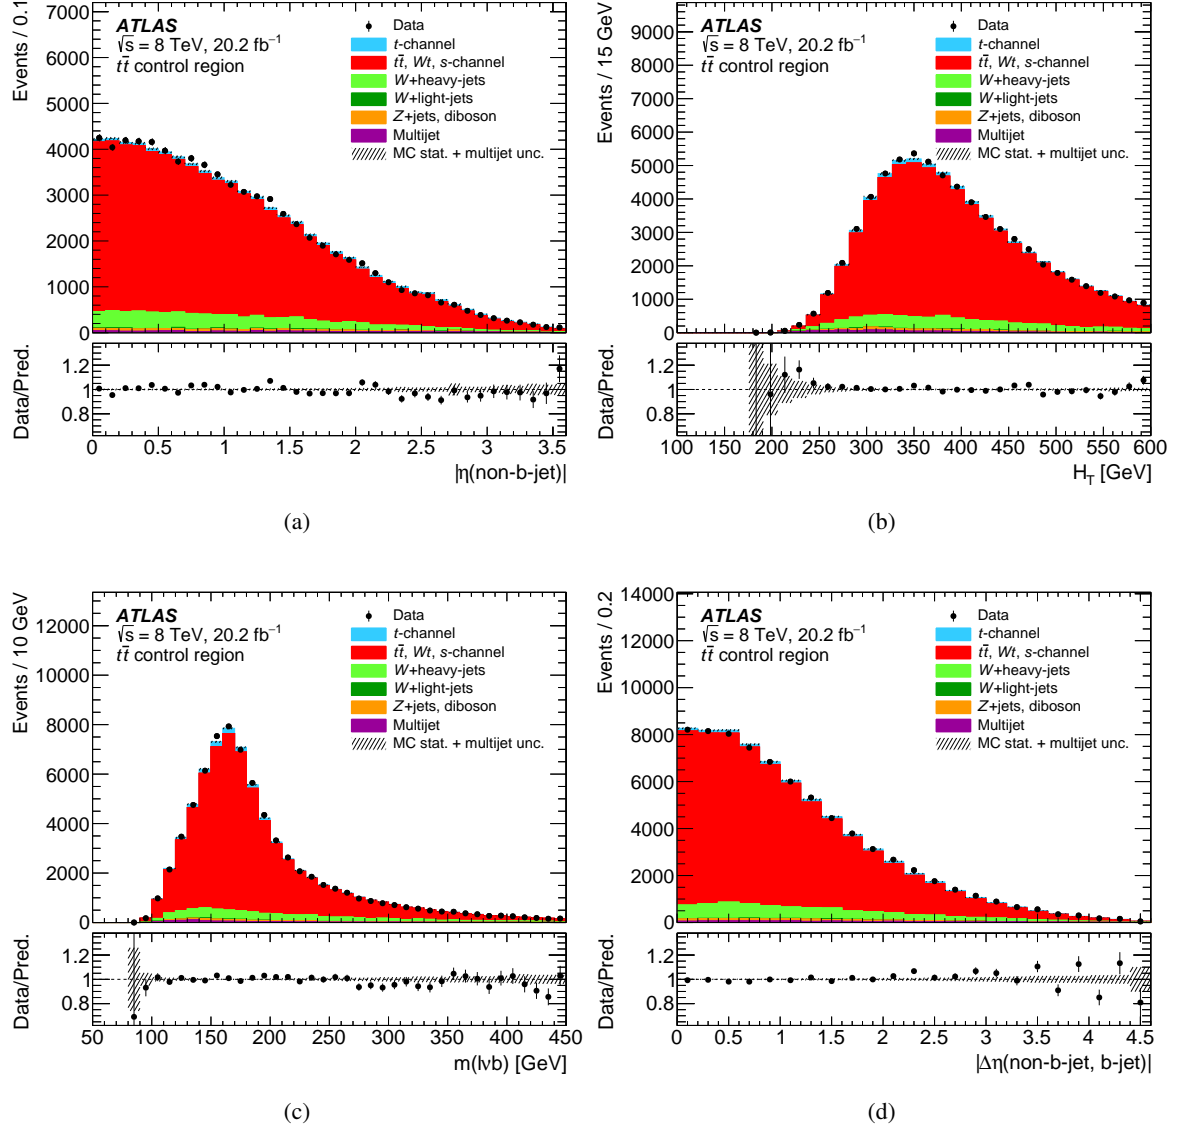 Events / 0.1
7000
6000
5000
4000
3000
2000
1000
0
ATLAS
√s = 8 TeV, 20.2 fb⁻¹
tt̄ control region
Data
t-channel
tt̄, Wt, s-channel
W+heavy-jets
W+light-jets
Z+jets, diboson
Multijet
MC stat. + multijet unc.
Data/Pred.
1.2
1
0.8
0 0.5 1 1.5 2 2.5 3 3.5
|η(non-b-jet)|
(a)
Events / 15 GeV
9000
8000
7000
6000
5000
4000
3000
2000
1000
0
ATLAS
√s = 8 TeV, 20.2 fb⁻¹
tt̄ control region
Data
t-channel
tt̄, Wt, s-channel
W+heavy-jets
W+light-jets
Z+jets, diboson
Multijet
MC stat. + multijet unc.
Data/Pred.
1.2
1
0.8
100 150 200 250 300 350 400 450 500 550 600
H_T [GeV]
(b)
Events / 10 GeV
12000
10000
8000
6000
4000
2000
0
ATLAS
√s = 8 TeV, 20.2 fb⁻¹
tt̄ control region
Data
t-channel
tt̄, Wt, s-channel
W+heavy-jets
W+light-jets
Z+jets, diboson
Multijet
MC stat. + multijet unc.
Data/Pred.
1.2
1
0.8
50 100 150 200 250 300 350 400 450
m(lνb) [GeV]
(c)
Events / 0.2
14000
12000
10000
8000
6000
4000
2000
0
ATLAS
√s = 8 TeV, 20.2 fb⁻¹
tt̄ control region
Data
t-channel
tt̄, Wt, s-channel
W+heavy-jets
W+light-jets
Z+jets, diboson
Multijet
MC stat. + multijet unc.
Data/Pred.
1.2
1
0.8
0 0.5 1 1.5 2 2.5 3 3.5 4 4.5
|Δη(non-b-jet, b-jet)|
(d)